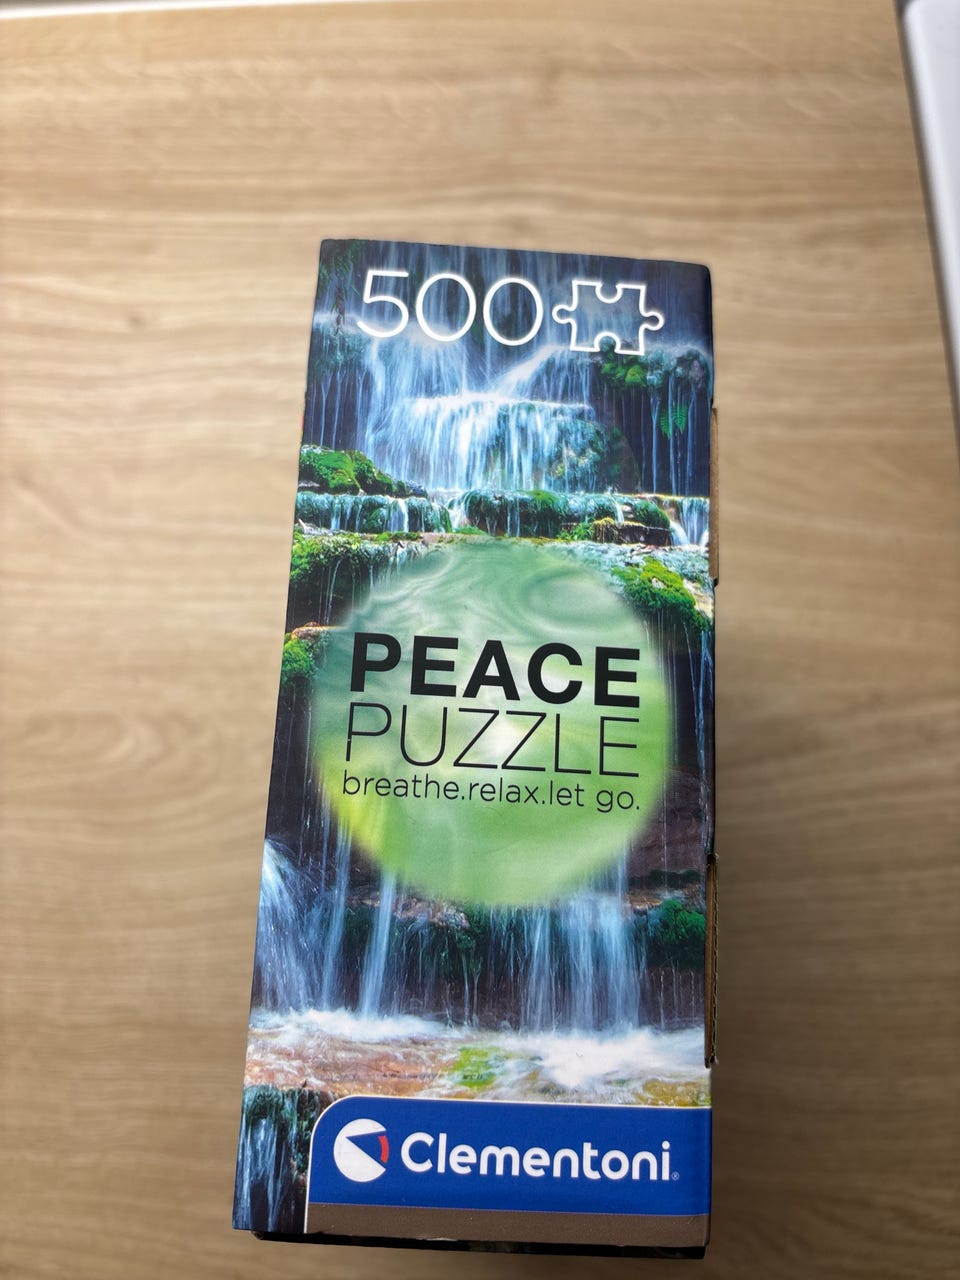 500
PEACE
PUZZLE
breathe.relax.let go.
Clementoni®